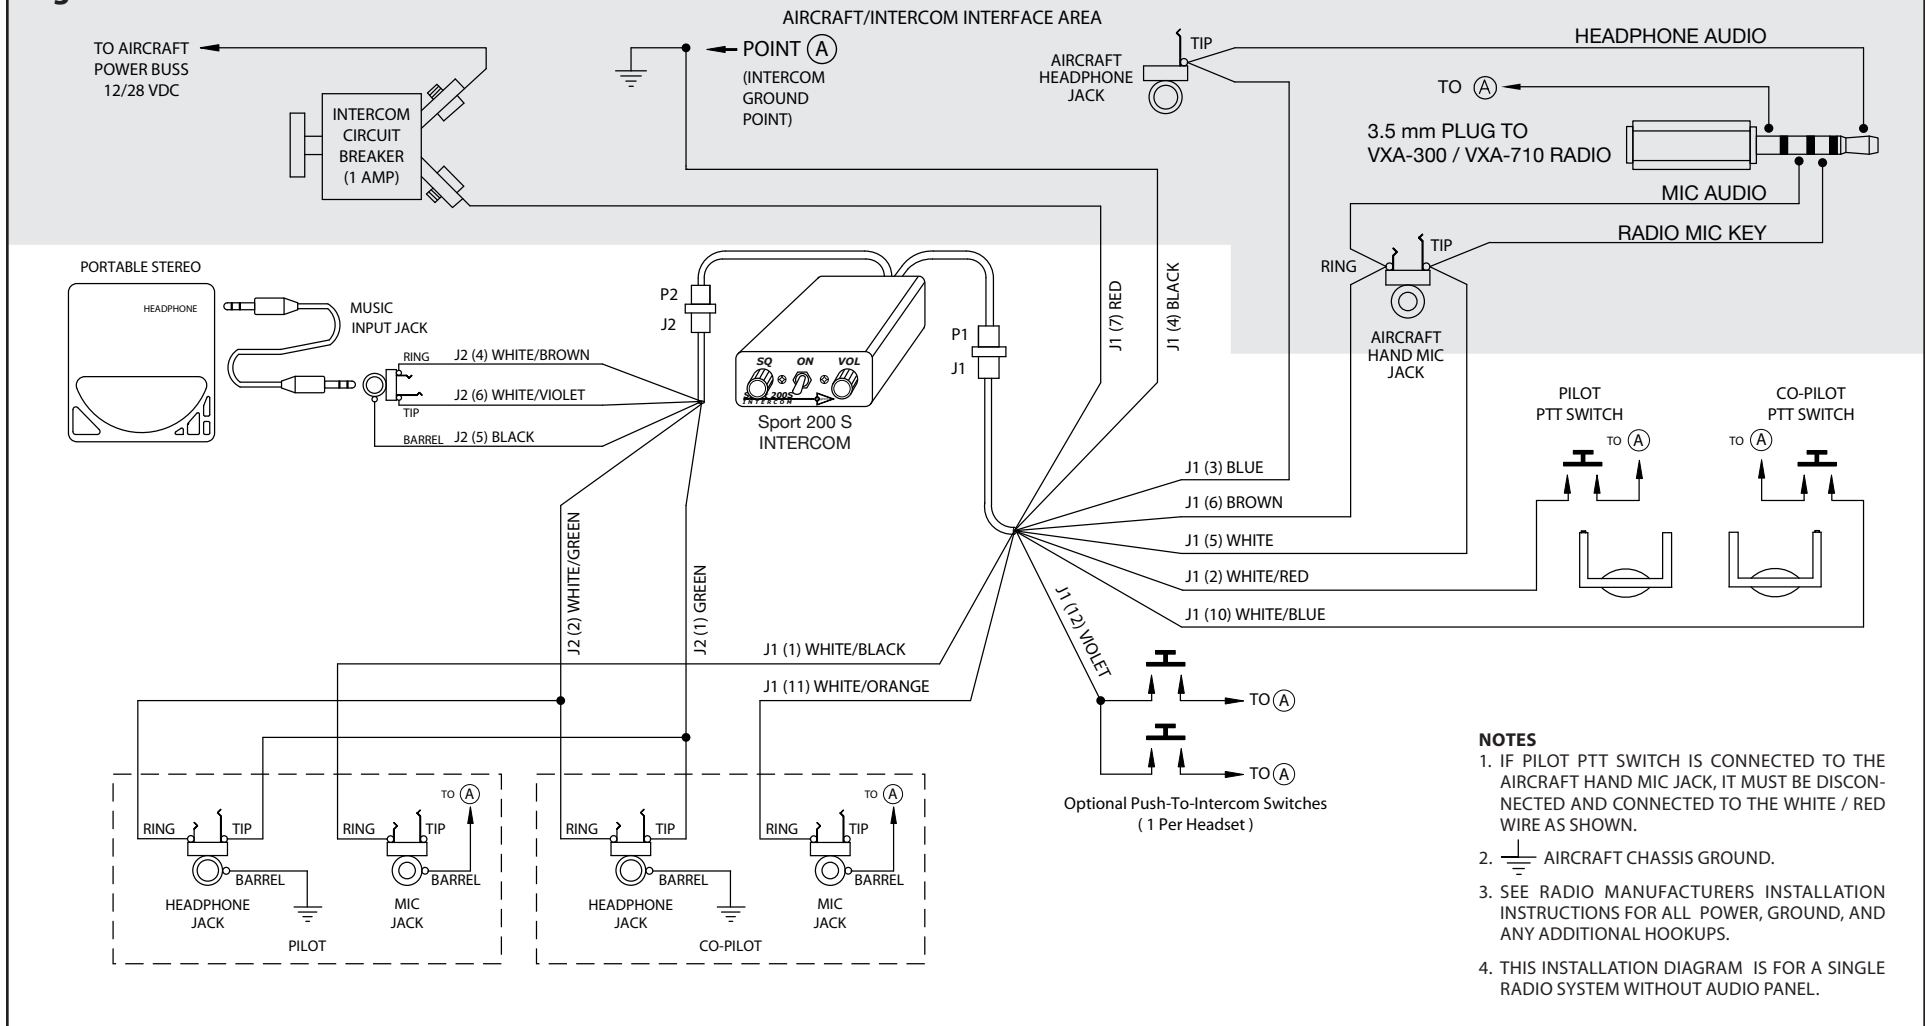 AIRCRAFT/INTERCOM INTERFACE AREA
TO AIRCRAFT
POWER BUSS
12/28 VDC
INTERCOM
CIRCUIT
BREAKER
(1 AMP)
POINT A
(INTERCOM
GROUND
POINT)
AIRCRAFT
HEADPHONE
JACK
TIP
HEADPHONE AUDIO
TO A
3.5 mm PLUG TO
VXA-300 / VXA-710 RADIO
MIC AUDIO
RADIO MIC KEY
RING
TIP
AIRCRAFT
HAND MIC
JACK
PORTABLE STEREO
HEADPHONE
MUSIC
INPUT JACK
RING
J2 (4) WHITE/BROWN
J2 (6) WHITE/VIOLET
TIP
BARREL
J2 (5) BLACK
P2
J2
SQ
ON
VOL
200S
INTERCOM
Sport 200 S
INTERCOM
P1
J1
J1 (7) RED
J1 (4) BLACK
PILOT
PTT SWITCH
TO A
CO-PILOT
PTT SWITCH
TO A
J1 (3) BLUE
J1 (6) BROWN
J1 (5) WHITE
J1 (2) WHITE/RED
J1 (10) WHITE/BLUE
J1 (12) VIOLET
J2 (2) WHITE/GREEN
J2 (1) GREEN
J1 (1) WHITE/BLACK
J1 (11) WHITE/ORANGE
TO A
TO A
Optional Push-To-Intercom Switches
( 1 Per Headset )
RING
TIP
BARREL
HEADPHONE
JACK
RING
TIP
TO A
BARREL
MIC
JACK
PILOT
RING
TIP
BARREL
HEADPHONE
JACK
RING
TIP
TO A
BARREL
MIC
JACK
CO-PILOT
NOTES
1. IF PILOT PTT SWITCH IS CONNECTED TO THE
AIRCRAFT HAND MIC JACK, IT MUST BE DISCON-
NECTED AND CONNECTED TO THE WHITE / RED
WIRE AS SHOWN.
2. AIRCRAFT CHASSIS GROUND.
3. SEE RADIO MANUFACTURERS INSTALLATION
INSTRUCTIONS FOR ALL POWER, GROUND, AND
ANY ADDITIONAL HOOKUPS.
4. THIS INSTALLATION DIAGRAM IS FOR A SINGLE
RADIO SYSTEM WITHOUT AUDIO PANEL.